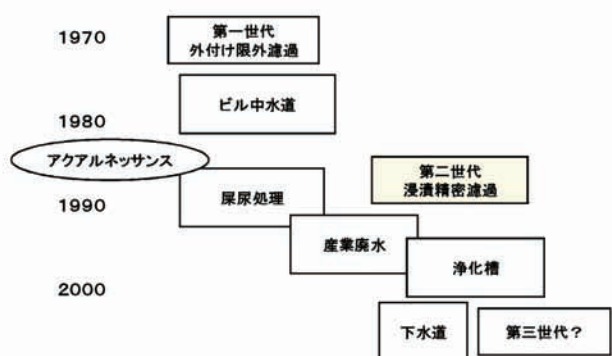 1970
第一世代
外付け限外濾過
ビル中水道
1980
アクアルネッサンス
第二世代
浸漬精密濾過
屎尿処理
1990
産業廃水
浄化槽
2000
下水道
第三世代？